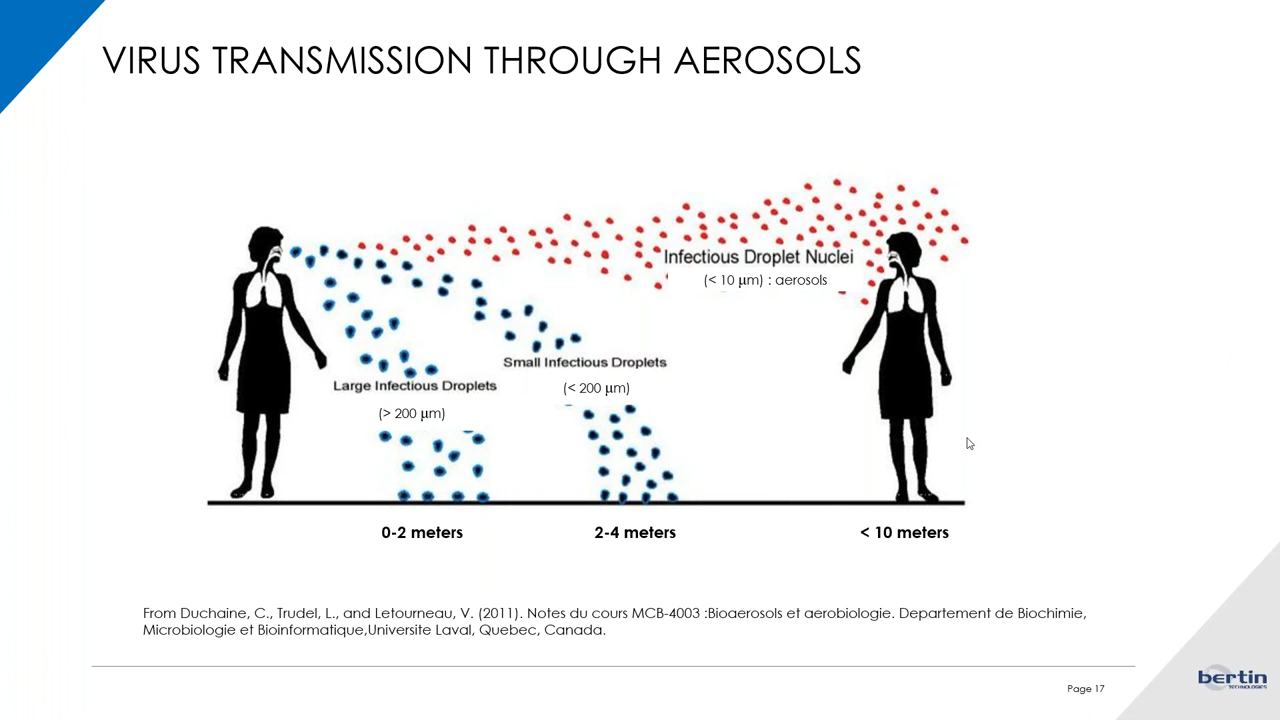 VIRUS TRANSMISSION THROUGH AEROSOLS
Infectious Droplet Nuclei
(< 10 μm) : aerosols
Small Infectious Droplets
(< 200 μm)
Large Infectious Droplets
(> 200 μm)
0-2 meters
2-4 meters
< 10 meters
From Duchaine, C., Trudel, L., and Letourneau, V. (2011). Notes du cours MCB-4003 :Bioaerosols et aerobiologie. Departement de Biochimie,
Microbiologie et Bioinformatique,Universite Laval, Quebec, Canada.
Page 17
bertin
TECHNOLOGIES